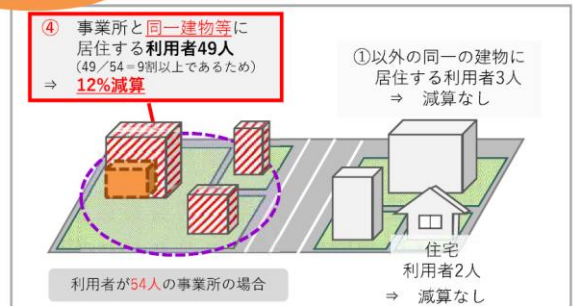 ④ 事業所と同一建物等に
居住する利用者49人
(49／54＝9割以上であるため)
⇒ 12%減算
①以外の同一の建物に
居住する利用者3人
⇒ 減算なし
住宅
利用者2人
⇒ 減算なし
利用者が54人の事業所の場合